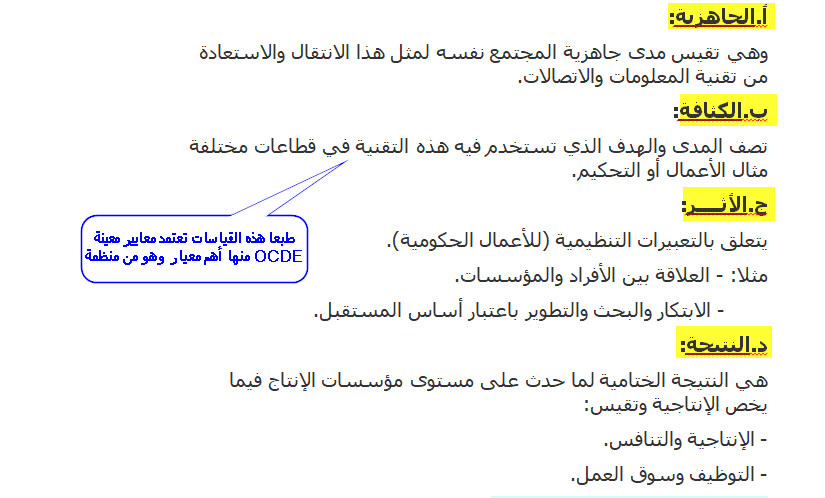 أ.الجاهزية:
وهي تقيس مدى جاهزية المجتمع نفسه لمثل هذا الانتقال والاستعادة
من تقنية المعلومات والاتصالات.
ب.الكثافة:
تصف المدى والهدف الذي تستخدم فيه هذه التقنية في قطاعات مختلفة
مثال الأعمال أو التحكيم.
طبعا هذه القياسات تعتمد معايير معينة
منها أهم معيار وهو من منظمة OCDE
ج.الأثـــر:
يتعلق بالتعبيرات التنظيمية (للأعمال الحكومية).
مثلا: - العلاقة بين الأفراد والمؤسسات.
- الابتكار والبحث والتطوير باعتبار أساس المستقبل.
د.النتيجة:
هي النتيجة الختامية لما حدث على مستوى مؤسسات الإنتاج فيما
يخص الإنتاجية وتقيس:
- الإنتاجية والتنافس.
- التوظيف وسوق العمل.